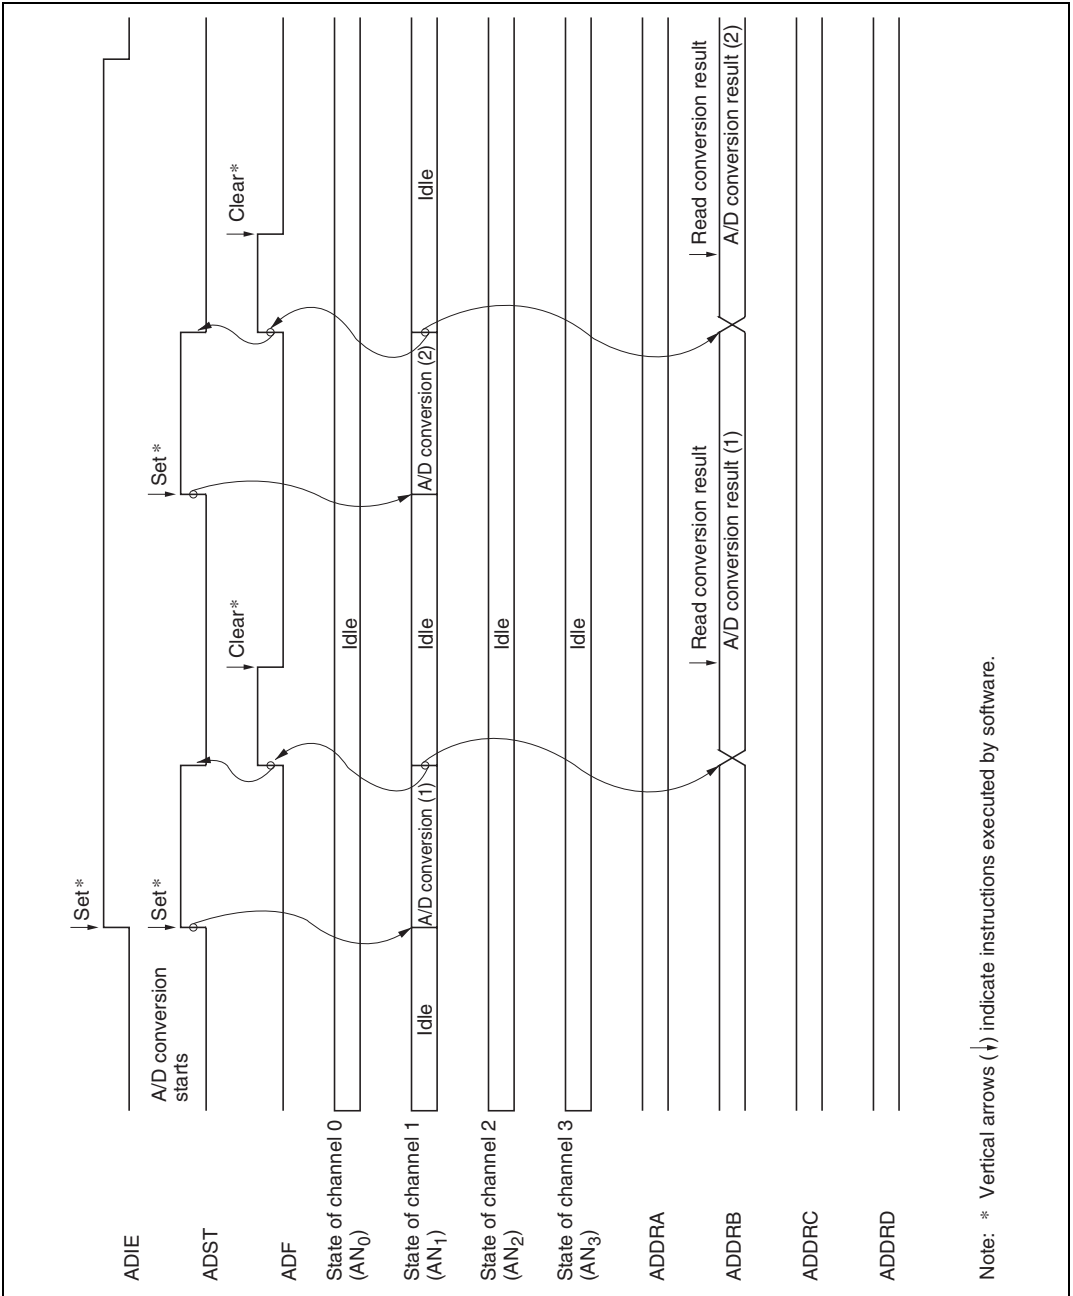 ADIE
Set*
ADST
A/D conversion
starts
Set*
Set*
ADF
Clear*
Clear*
State of channel 0
(AN0)
Idle
State of channel 1
(AN1)
Idle
A/D conversion (1)
Idle
A/D conversion (2)
Idle
State of channel 2
(AN2)
Idle
State of channel 3
(AN3)
Idle
ADDRA
ADDRB
Read conversion result
A/D conversion result (1)
Read conversion result
A/D conversion result (2)
ADDRC
ADDRD
Note: * Vertical arrows (↓) indicate instructions executed by software.